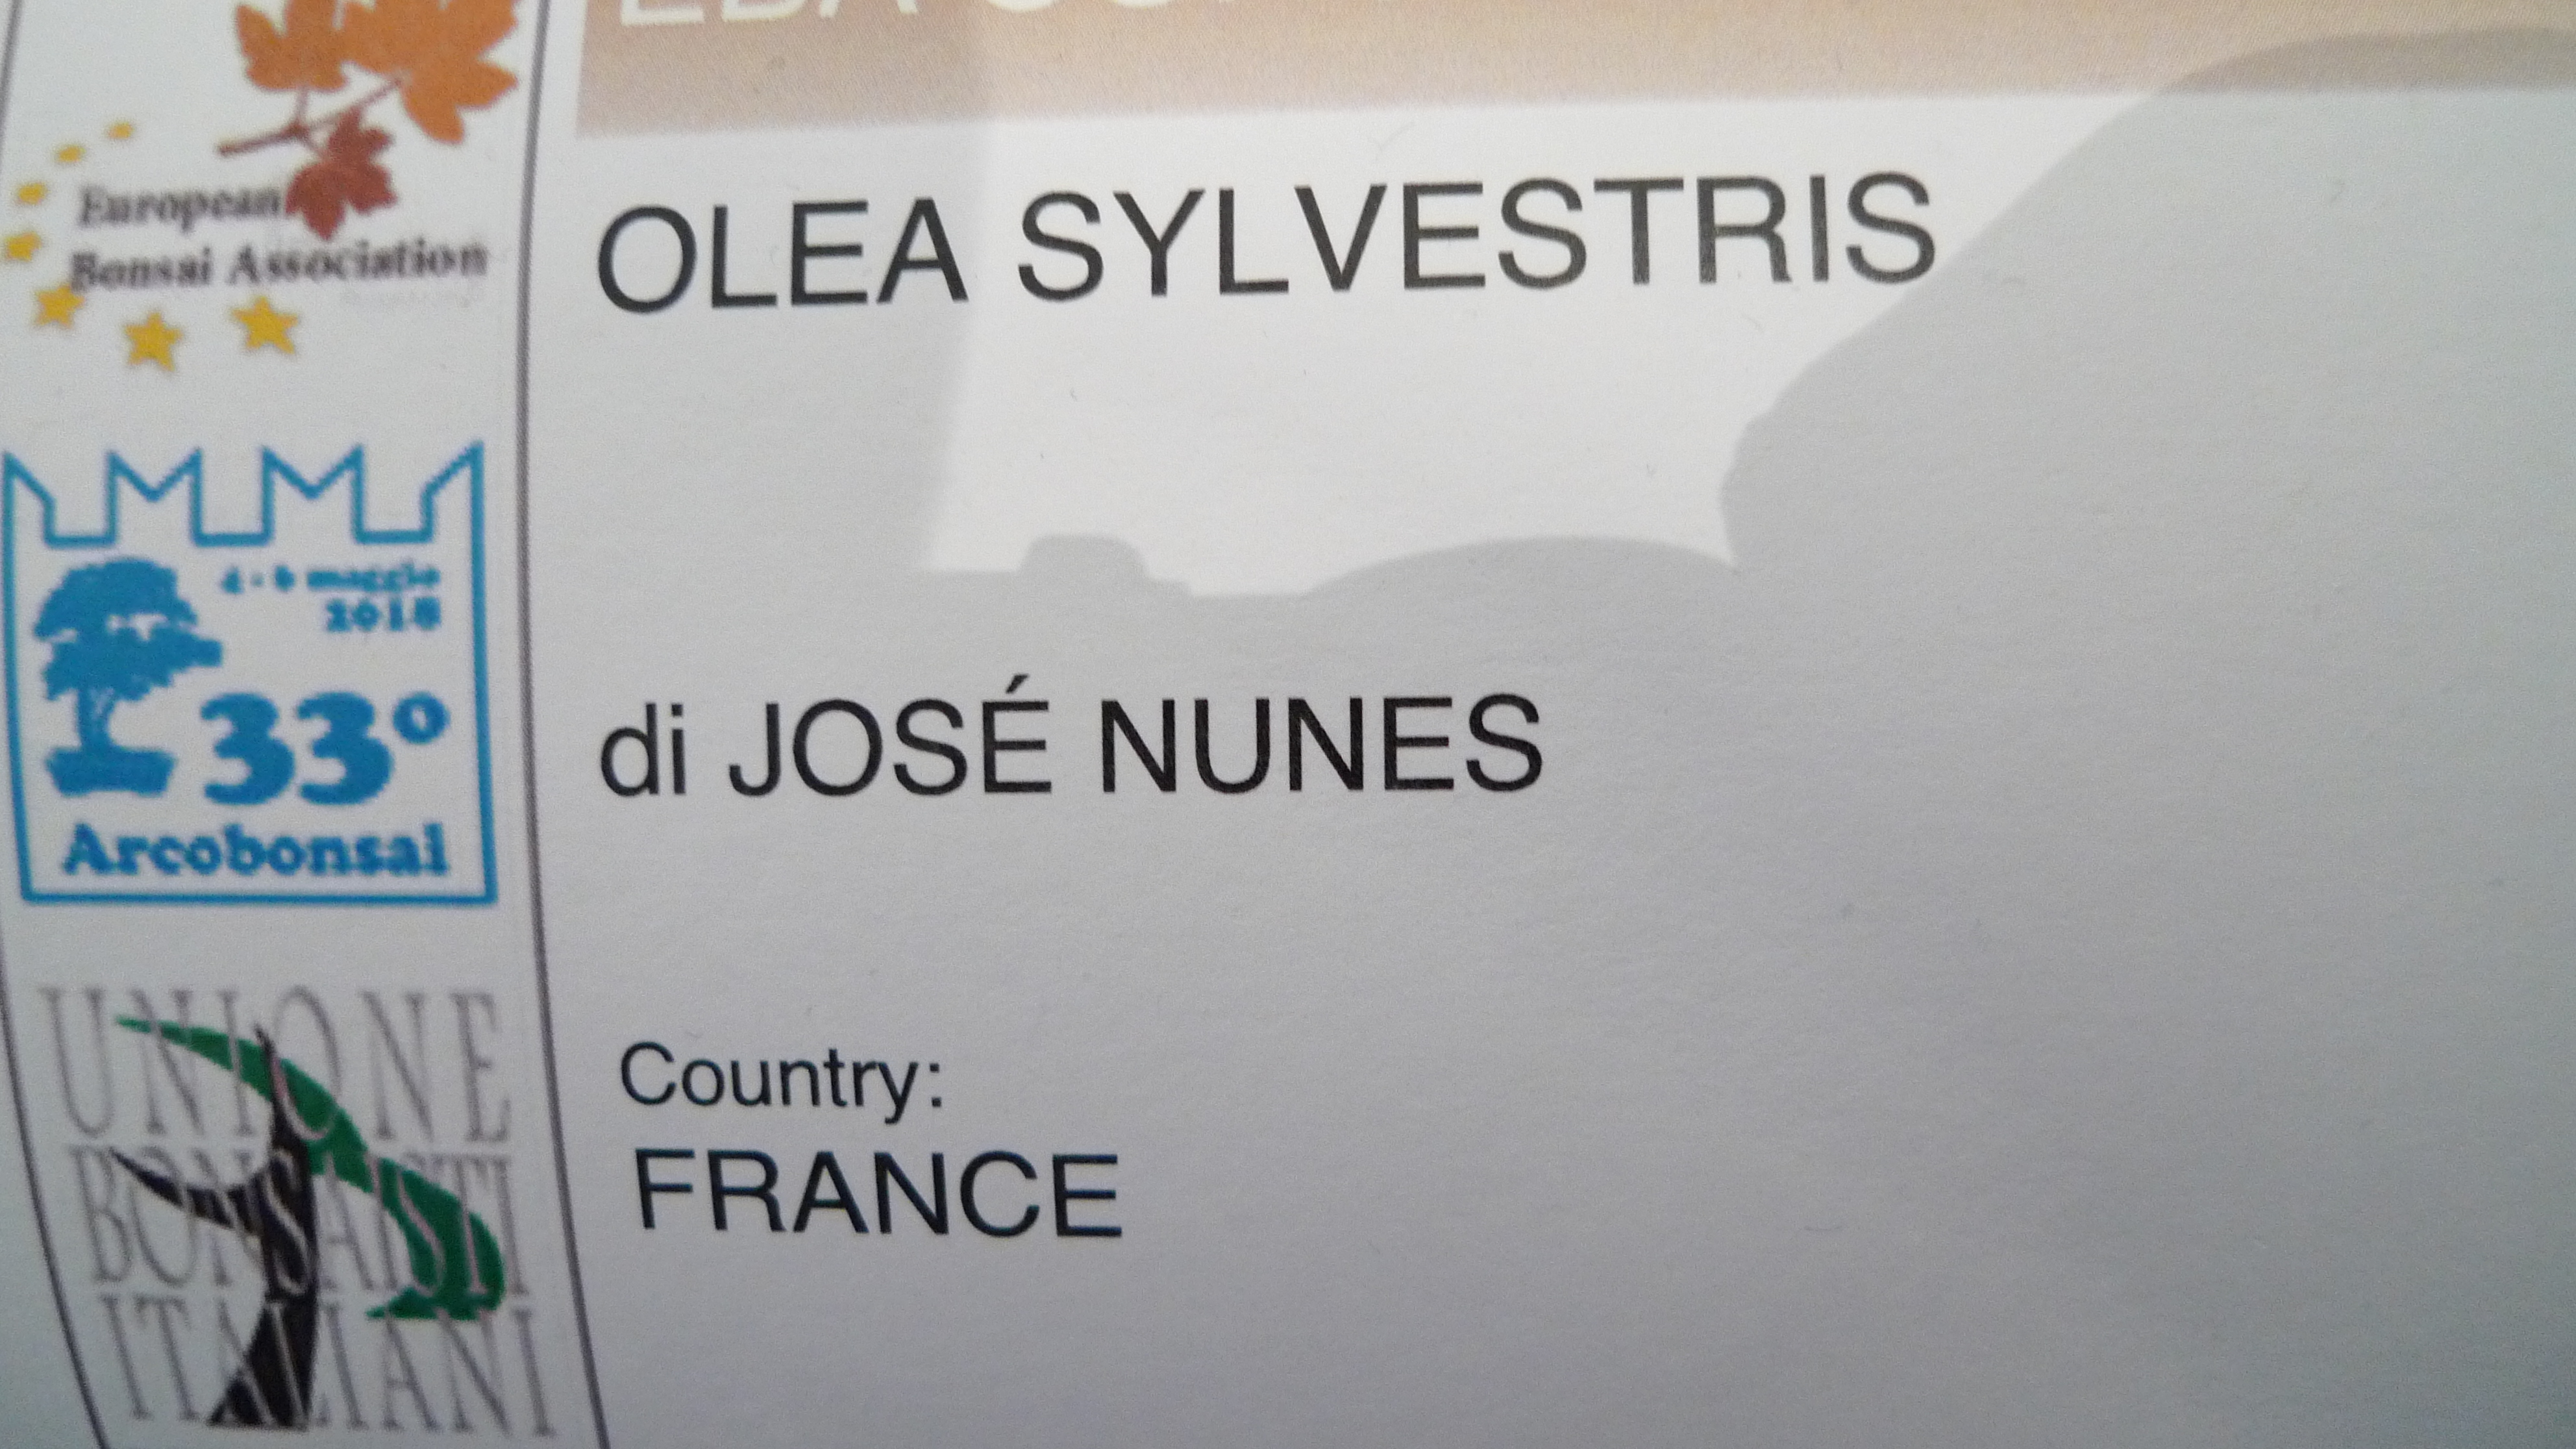 European
Bonsai Association
OLEA SYLVESTRIS
4 - 6 maggio
2018
33°
Arcobonsai
di JOSÉ NUNES
UNIONE
BONSAISTI
ITALIANI
Country:
FRANCE